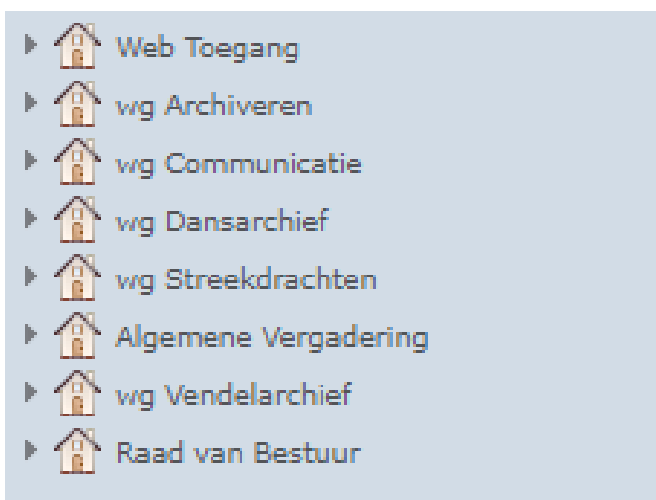 Web Toegang
wg Archiveren
wg Communicatie
wg Dansarchief
wg Streekdrachten
Algemene Vergadering
wg Vendelarchief
Raad van Bestuur